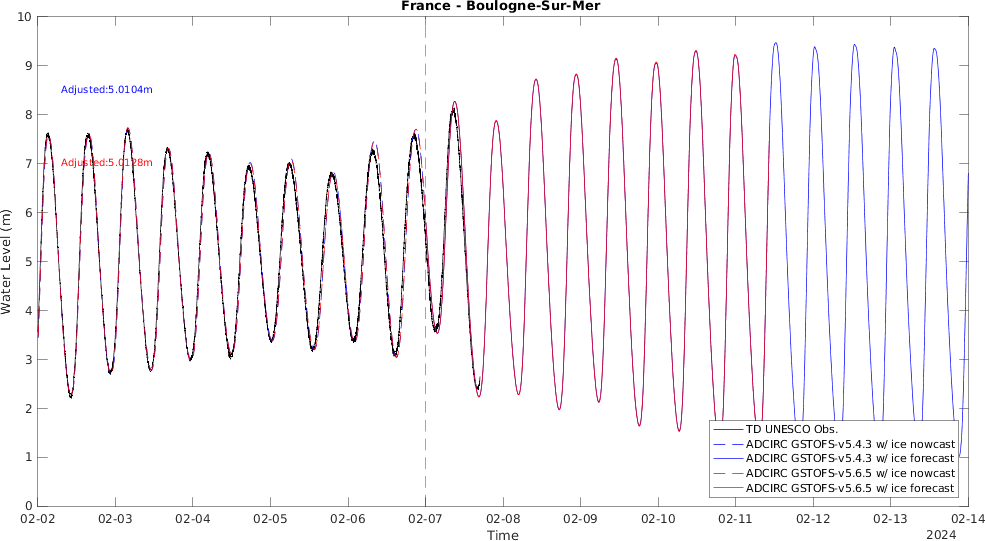 France - Boulogne-Sur-Mer
10
9
8
7
6
5
4
3
2
1
0
Water Level (m)
Adjusted:5.0104m
Adjusted:5.0128m
TD UNESCO Obs.
ADCIRC GSTOFS-v5.4.3 w/ ice nowcast
ADCIRC GSTOFS-v5.4.3 w/ ice forecast
ADCIRC GSTOFS-v5.6.5 w/ ice nowcast
ADCIRC GSTOFS-v5.6.5 w/ ice forecast
02-02 02-03 02-04 02-05 02-06 02-07 02-08 02-09 02-10 02-11 02-12 02-13 02-14
Time
2024